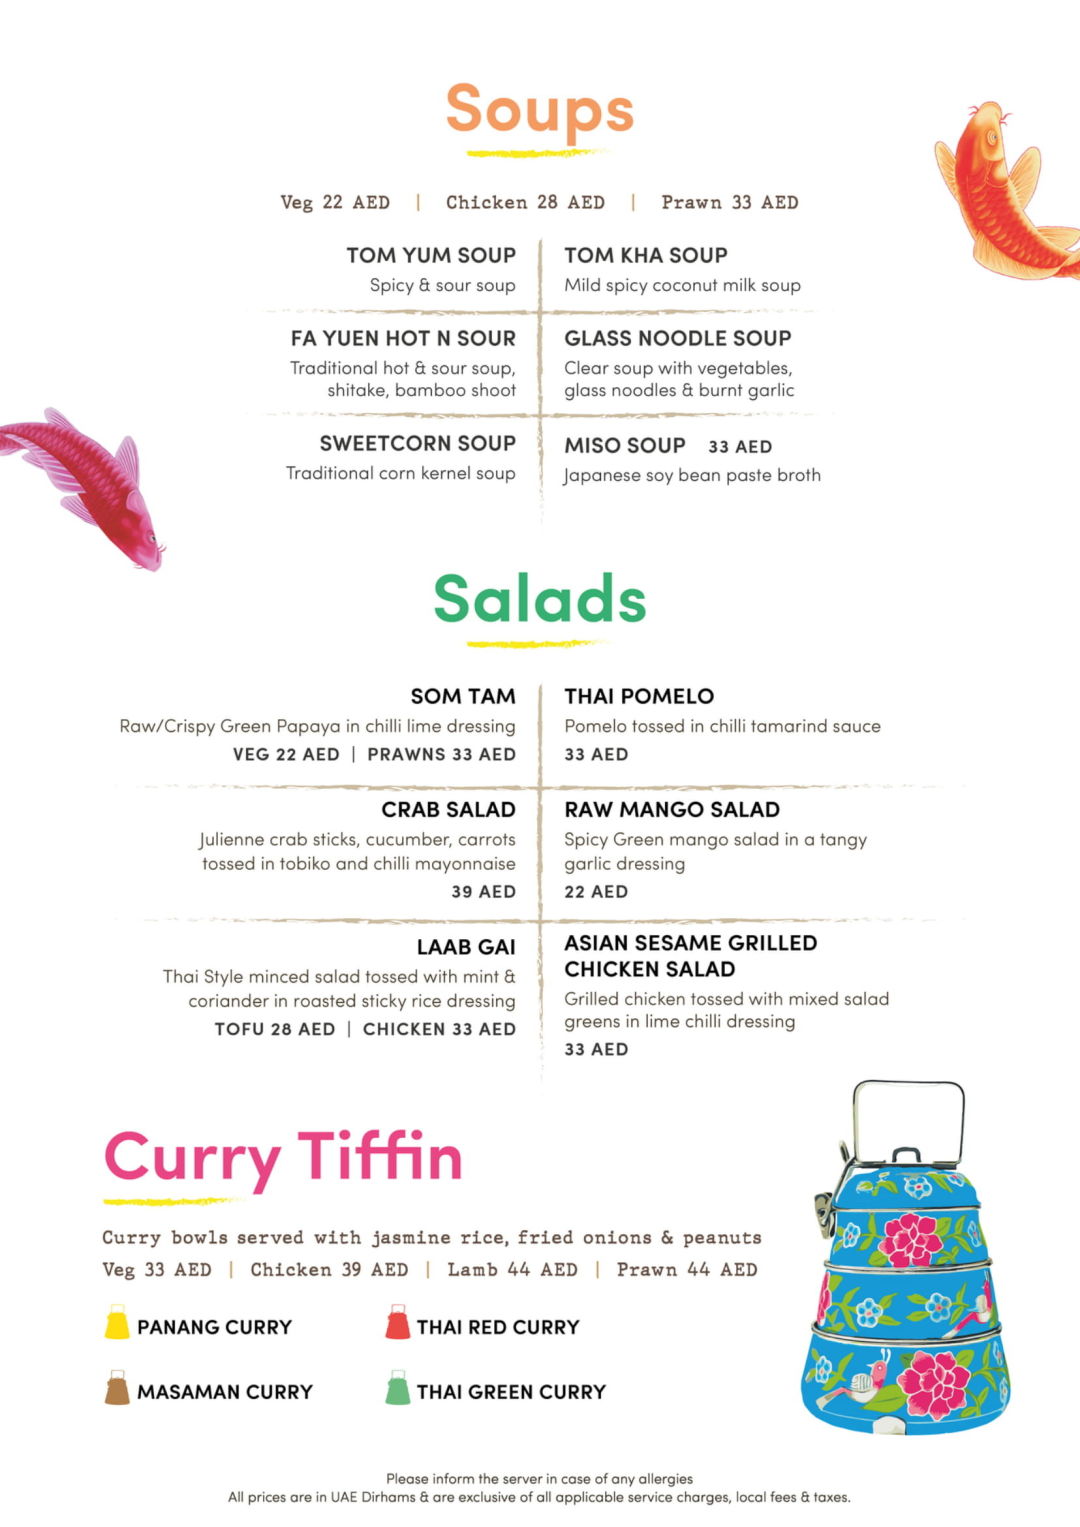 Soups
Veg 22 AED | Chicken 28 AED | Prawn 33 AED
TOM YUM SOUP
Spicy & sour soup
TOM KHA SOUP
Mild spicy coconut milk soup
FA YUEN HOT N SOUR
Traditional hot & sour soup,
shitake, bamboo shoot
GLASS NOODLE SOUP
Clear soup with vegetables,
glass noodles & burnt garlic
SWEETCORN SOUP
Traditional corn kernel soup
MISO SOUP 33 AED
Japanese soy bean paste broth
Salads
SOM TAM
Raw/Crispy Green Papaya in chilli lime dressing
VEG 22 AED | PRAWNS 33 AED
THAI POMELO
Pomelo tossed in chilli tamarind sauce
33 AED
CRAB SALAD
Julienne crab sticks, cucumber, carrots
tossed in tobiko and chilli mayonnaise
39 AED
RAW MANGO SALAD
Spicy Green mango salad in a tangy
garlic dressing
22 AED
LAAB GAI
Thai Style minced salad tossed with mint &
coriander in roasted sticky rice dressing
TOFU 28 AED | CHICKEN 33 AED
ASIAN SESAME GRILLED
CHICKEN SALAD
Grilled chicken tossed with mixed salad
greens in lime chilli dressing
33 AED
Curry Tiffin
Curry bowls served with jasmine rice, fried onions & peanuts
Veg 33 AED | Chicken 39 AED | Lamb 44 AED | Prawn 44 AED
PANANG CURRY
THAI RED CURRY
MASAMAN CURRY
THAI GREEN CURRY
Please inform the server in case of any allergies
All prices are in UAE Dirhams & are exclusive of all applicable service charges, local fees & taxes.